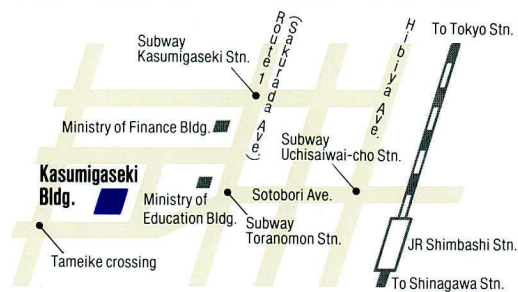 To Tokyo Stn.
Subway
Kasumigaseki Stn.
Route 1
(Sakurada Ave.)
Hibiya Ave.
Ministry of Finance Bldg.
Subway
Uchisaiwai-cho Stn.
Kasumigaseki
Bldg.
Ministry of
Education Bldg.
Sotobori Ave.
Subway
Toranomon Stn.
JR Shimbashi Stn.
Tameike crossing
To Shinagawa Stn.